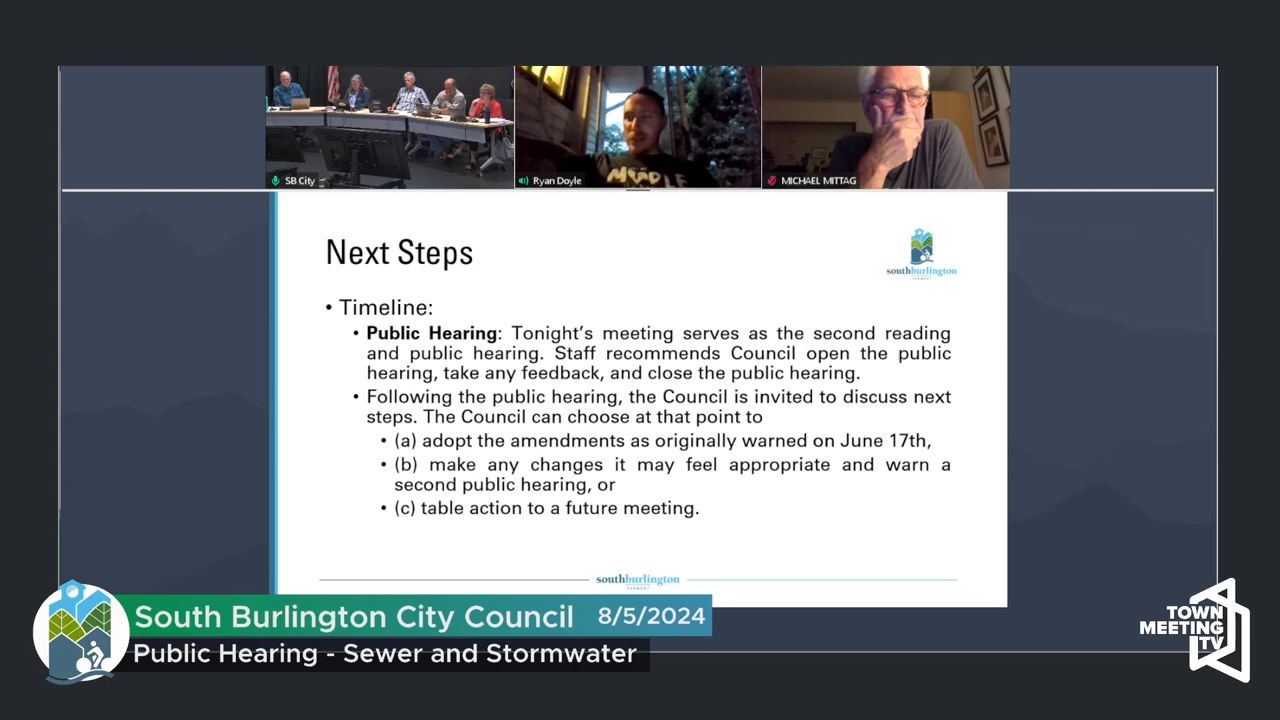 SB City
Ryan Doyle
MICHAEL MITTAG
Next Steps
southburlington
VERMONT
• Timeline:
• Public Hearing: Tonight's meeting serves as the second reading
and public hearing. Staff recommends Council open the public
hearing, take any feedback, and close the public hearing.
• Following the public hearing, the Council is invited to discuss next
steps. The Council can choose at that point to
• (a) adopt the amendments as originally warned on June 17th,
• (b) make any changes it may feel appropriate and warn a
second public hearing, or
• (c) table action to a future meeting.
southburlington
VERMONT
South Burlington City Council 8/5/2024
Public Hearing - Sewer and Stormwater
TOWN
MEETING
TV